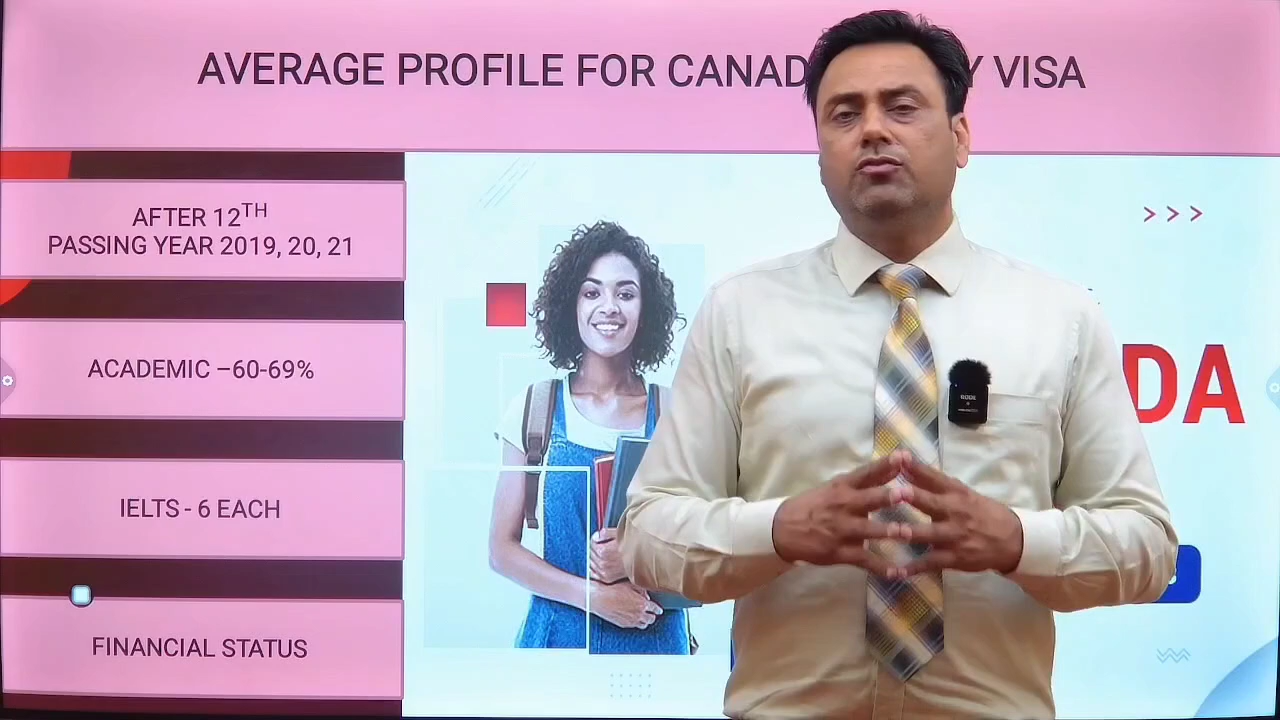 AVERAGE PROFILE FOR CANAD Y VISA
AFTER 12TH
PASSING YEAR 2019, 20, 21
ACADEMIC –60-69%
IELTS - 6 EACH
FINANCIAL STATUS
DA
RODE